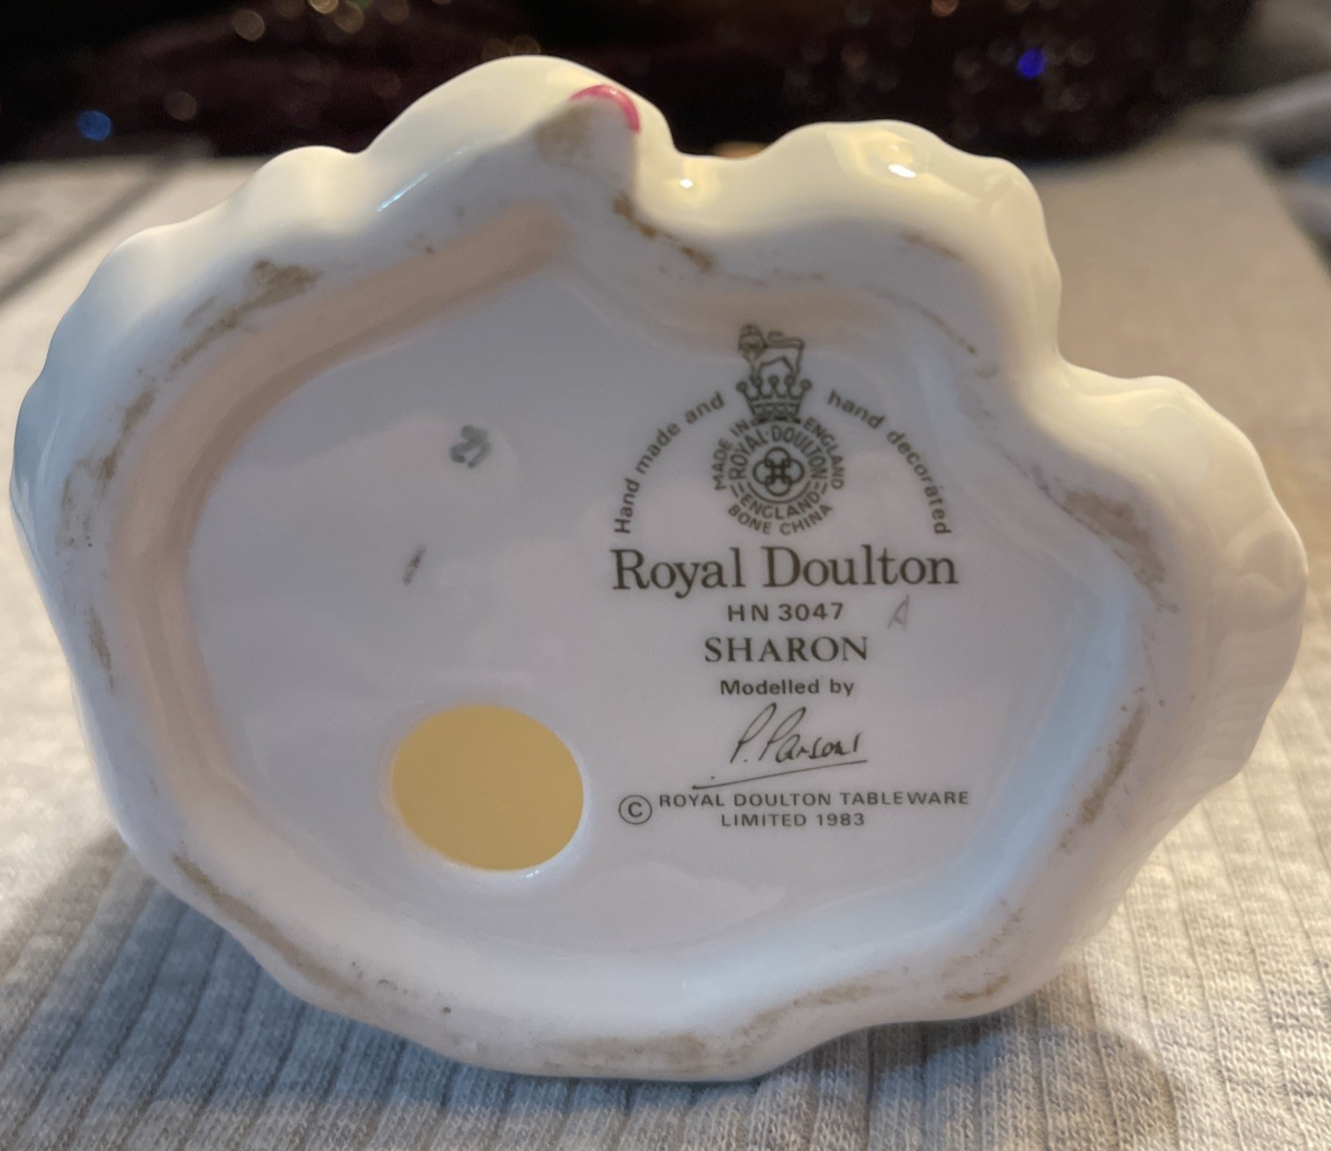 Hand made and hand decorated
MADE IN ENGLAND
ROYAL·DOULTON
ENGLAND
BONE CHINA
Royal Doulton
HN 3047
A
SHARON
Modelled by
P. Parsons
© ROYAL DOULTON TABLEWARE
LIMITED 1983